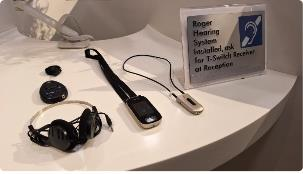 Roger
Hearing
System
Installed, ask
for T-Switch Receiver
at Reception